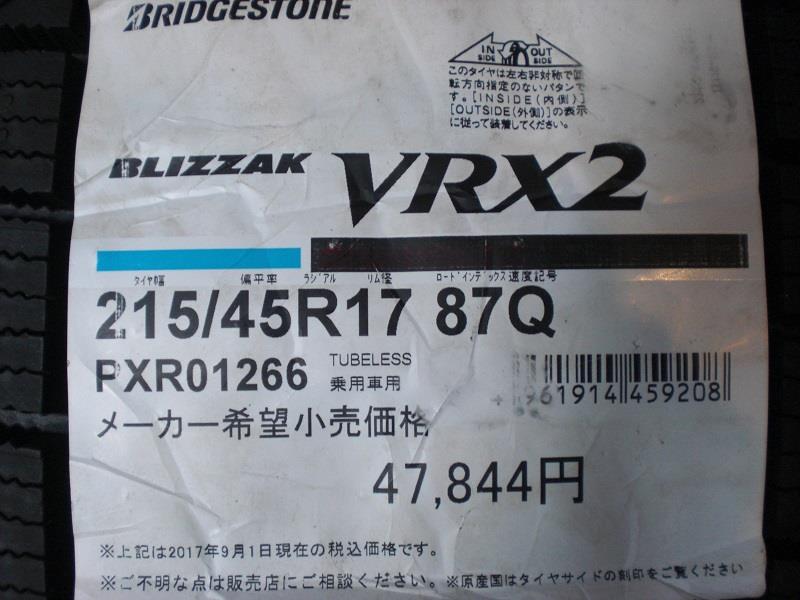 BRIDGESTONE
IN SIDE OUT SIDE
このタイヤは左右非対称で回
転方向指定のないパタンで
す。[INSIDE(内側)]
[OUTSIDE(外側)]の表示
に従って装着してください。
BLIZZAK VRX2
タイヤ巾 偏平率 ラジアル リム径 ロードインデックス 速度記号
215/45R17 87Q
PXR01266 TUBELESS
乗用車用
4961914459208
メーカー希望小売価格
47,844円
※上記は2017年9月1日現在の税込価格です。
※ご不明な点は販売店にご相談ください。※原産国はタイヤサイドの刻印をご覧ください